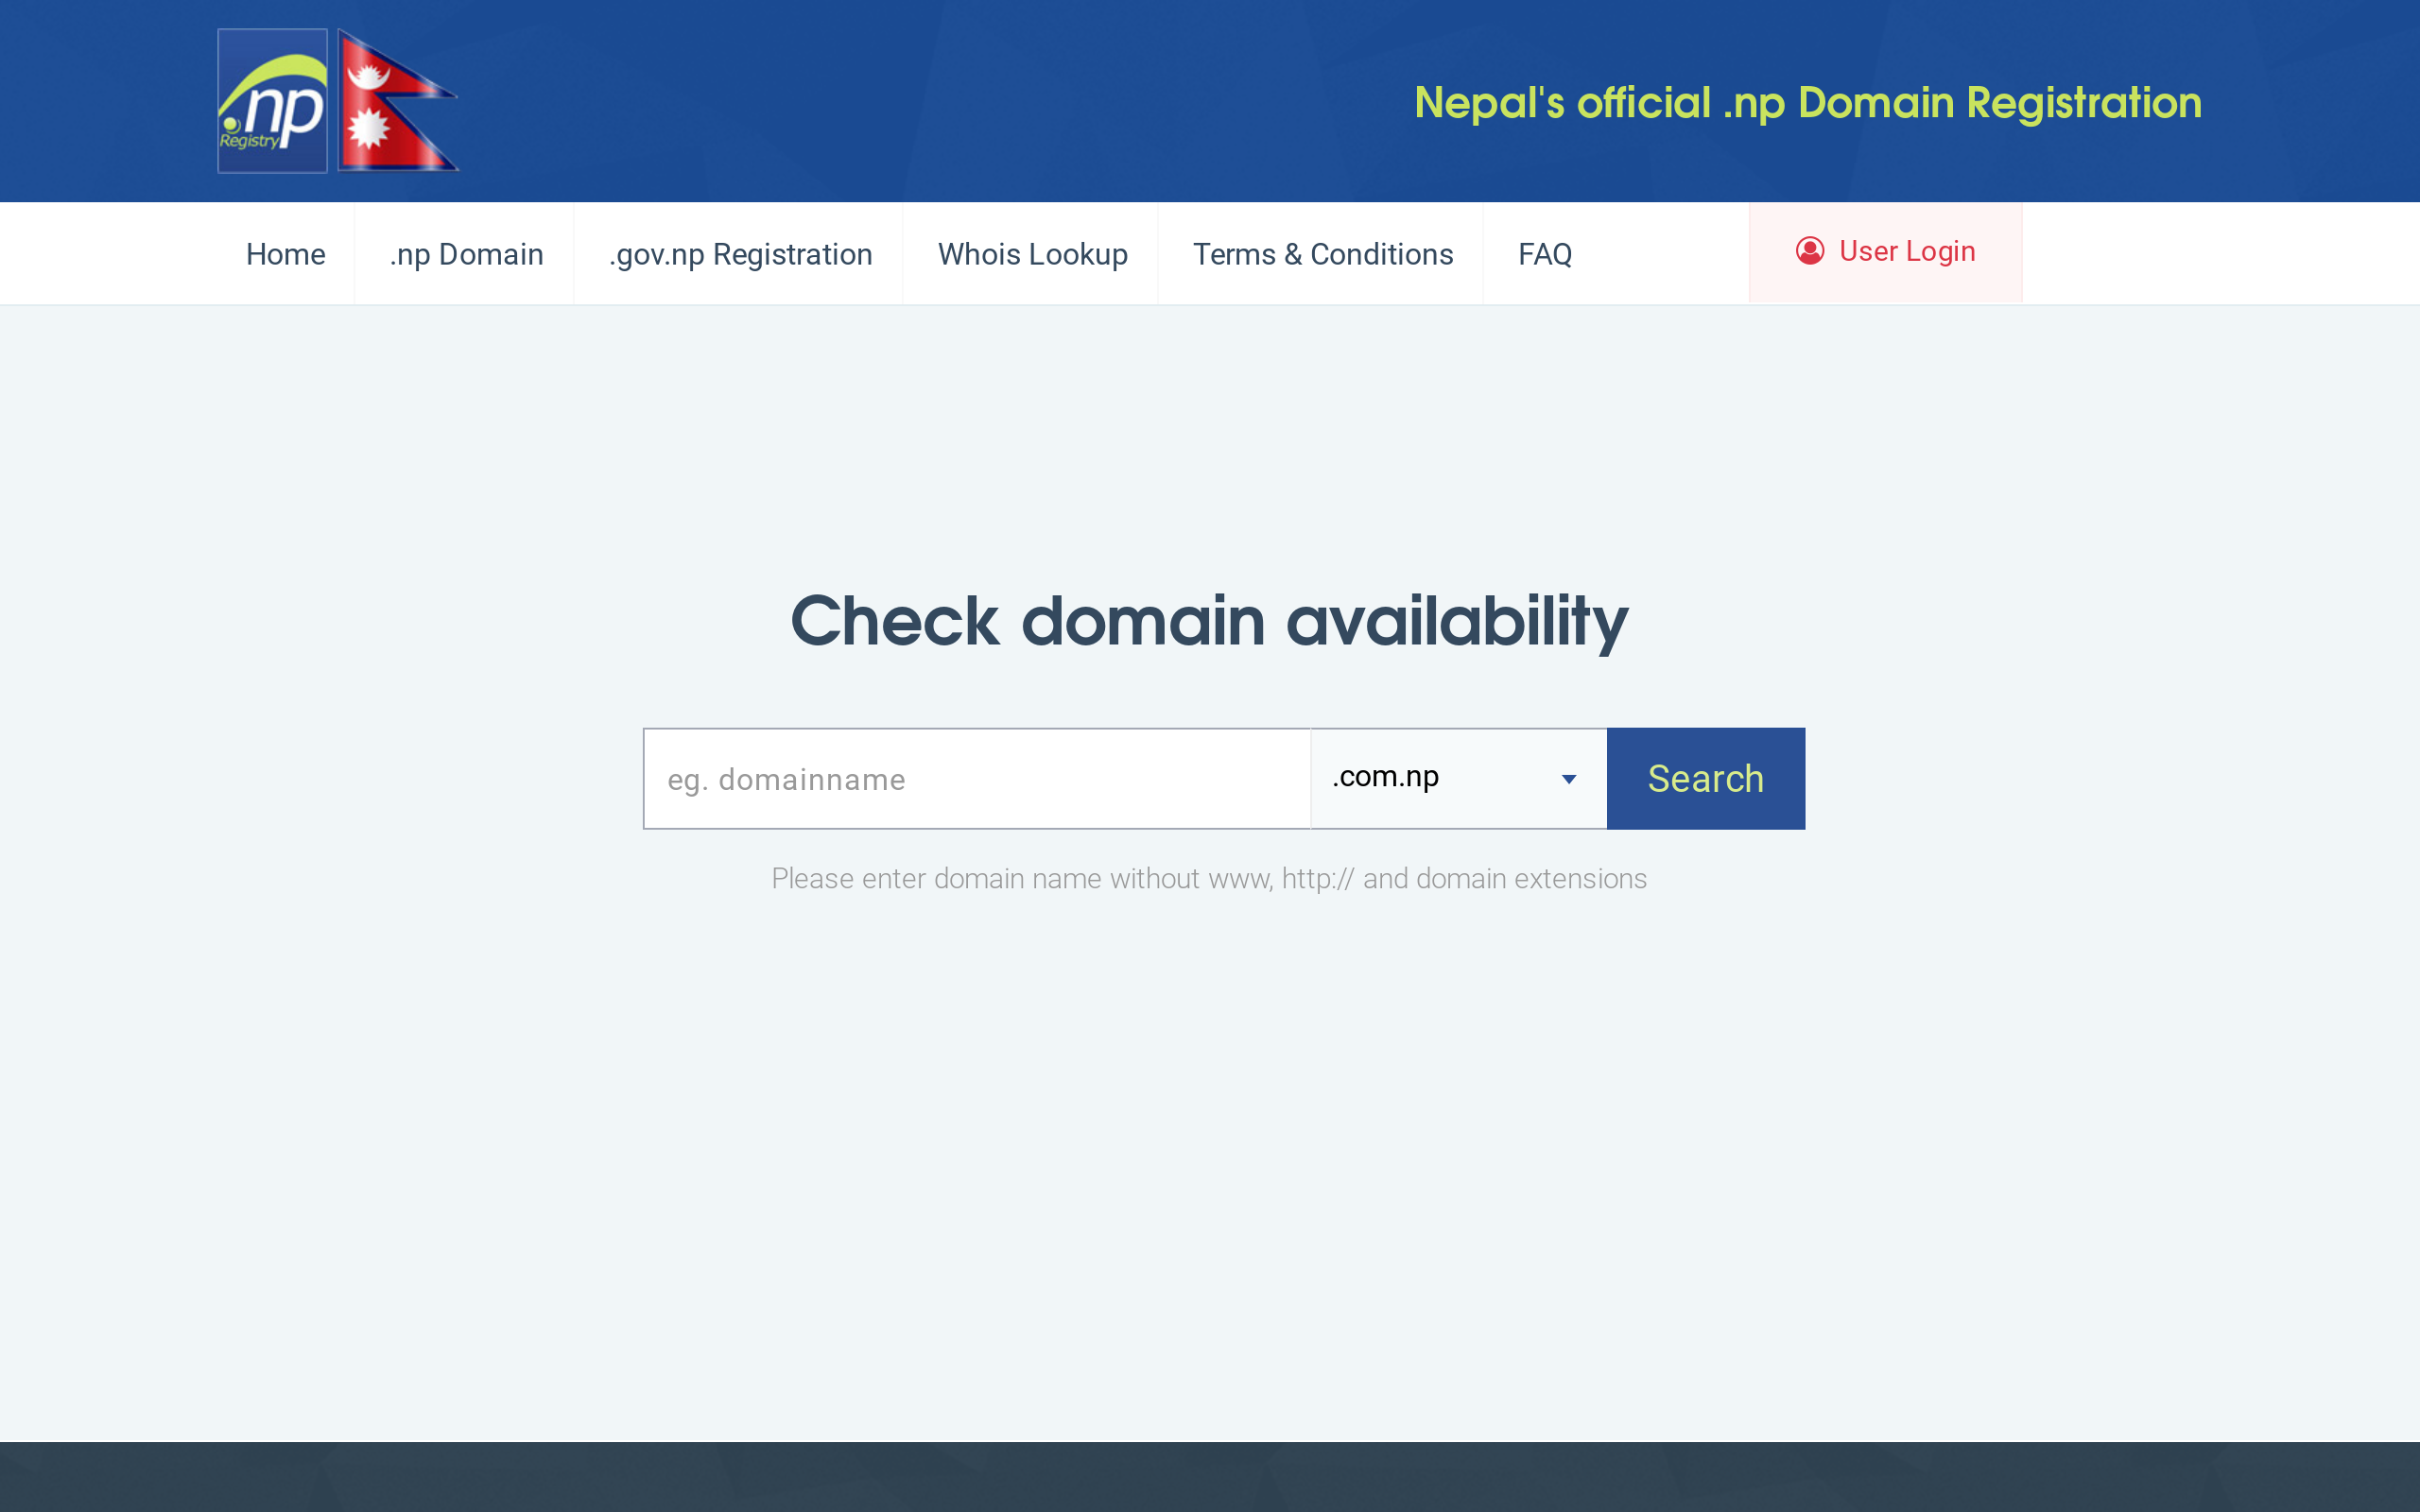 .np
Registry
Nepal's official .np Domain Registration
Home
.np Domain
.gov.np Registration
Whois Lookup
Terms & Conditions
FAQ
User Login
Check domain availability
eg. domainname
.com.np
Search
Please enter domain name without www, http:// and domain extensions